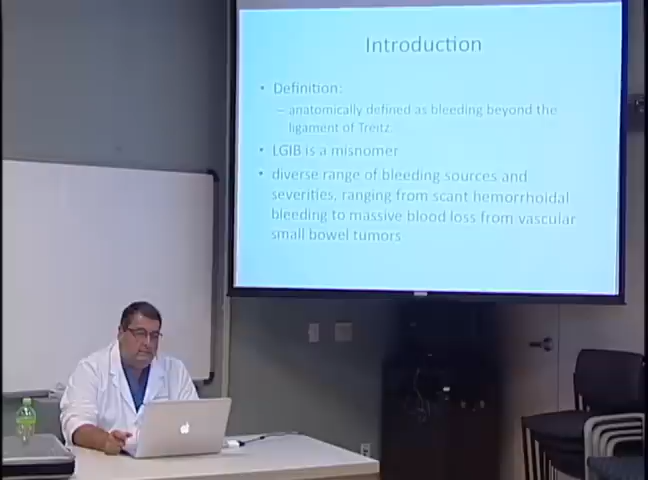 Introduction
• Definition:
– anatomically defined as bleeding beyond the
ligament of Treitz.
• LGIB is a misnomer
• diverse range of bleeding sources and
severities, ranging from scant hemorrhoidal
bleeding to massive blood loss from vascular
small bowel tumors